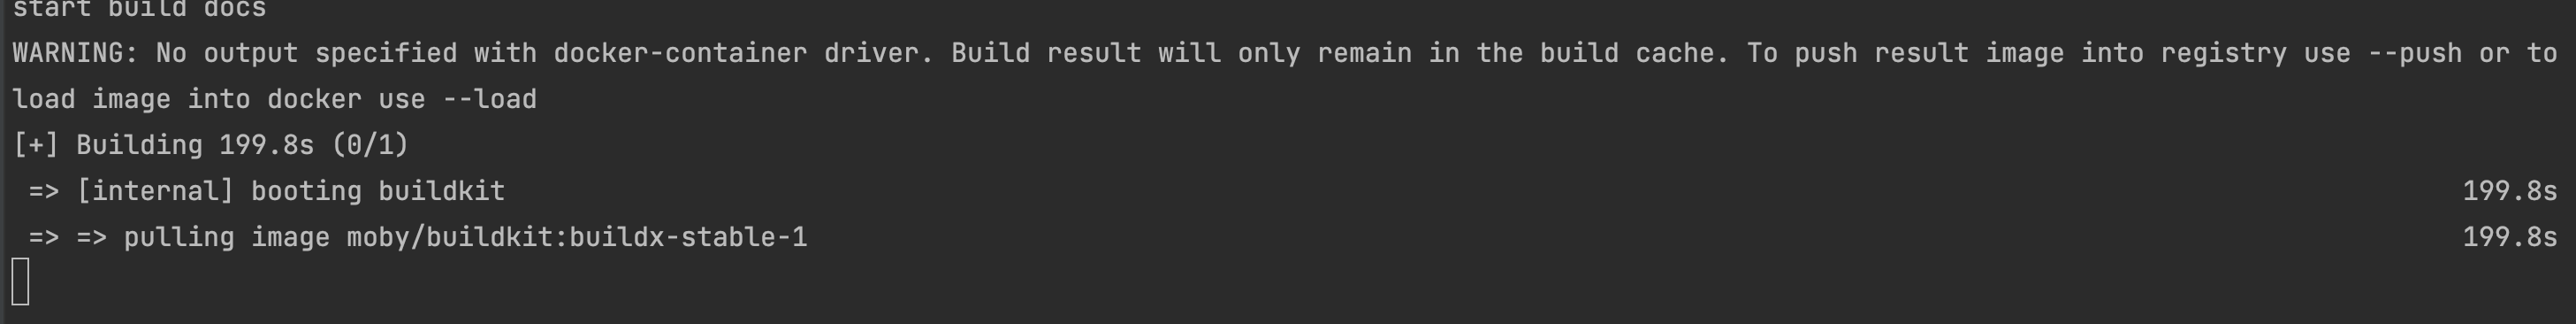 start build docs
WARNING: No output specified with docker-container driver. Build result will only remain in the build cache. To push result image into registry use --push or to
load image into docker use --load
[+] Building 199.8s (0/1)
=> [internal] booting buildkit 199.8s
=> => pulling image moby/buildkit:buildx-stable-1 199.8s